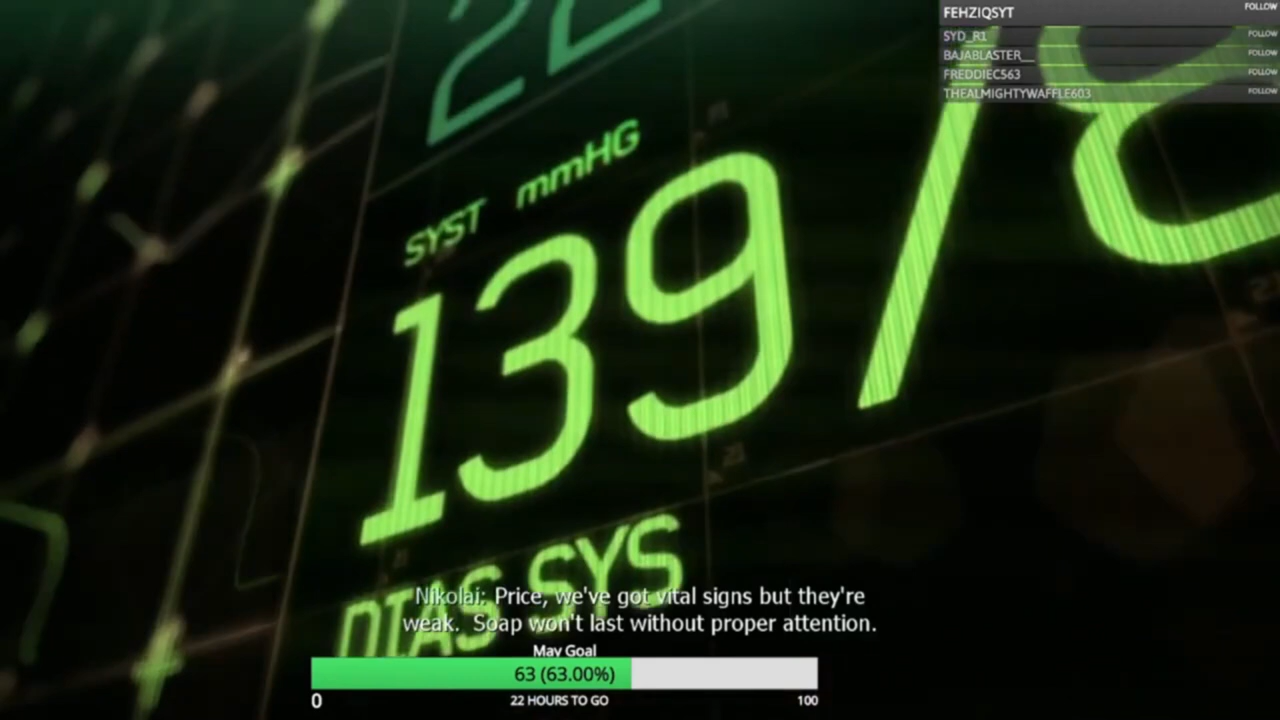 FEHZIQSYT FOLLOW
SYD_R1 FOLLOW
BAJABLASTER__ FOLLOW
FREDDIEC563 FOLLOW
THEALMIGHTYWAFFLE603 FOLLOW
22
SYST mmHG
139/8
DIAS SYS
Nikolai: Price, we've got vital signs but they're
weak. Soap won't last without proper attention.
May Goal
63 (63.00%)
0 22 HOURS TO GO 100